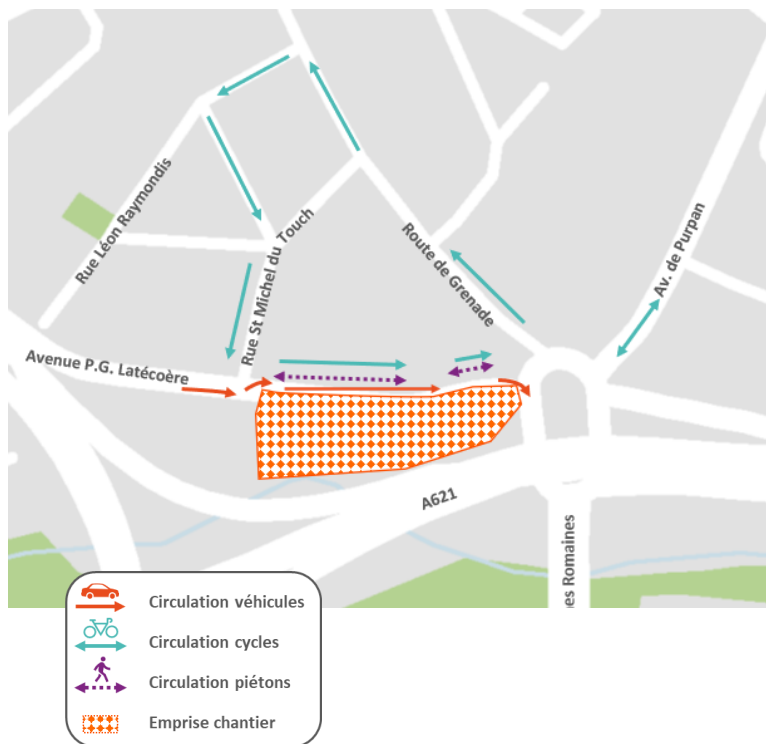 Rue Léon Raymondis
Rue St Michel du Touch
Route de Grenade
Av. de Purpan
Avenue P.G. Latécoère
A621
es Romaines
Circulation véhicules
Circulation cycles
Circulation piétons
Emprise chantier